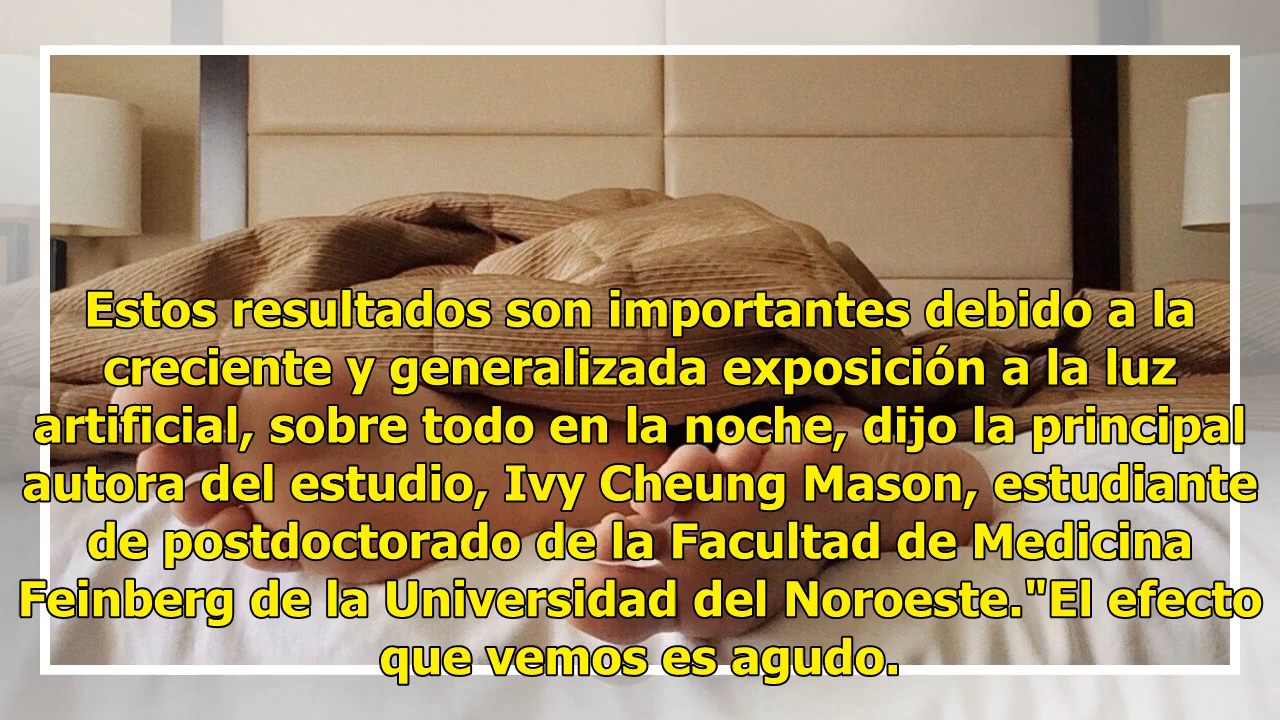 Estos resultados son importantes debido a la
creciente y generalizada exposición a la luz
artificial, sobre todo en la noche, dijo la principal
autora del estudio, Ivy Cheung Mason, estudiante
de postdoctorado de la Facultad de Medicina
Feinberg de la Universidad del Noroeste."El efecto
que vemos es agudo.